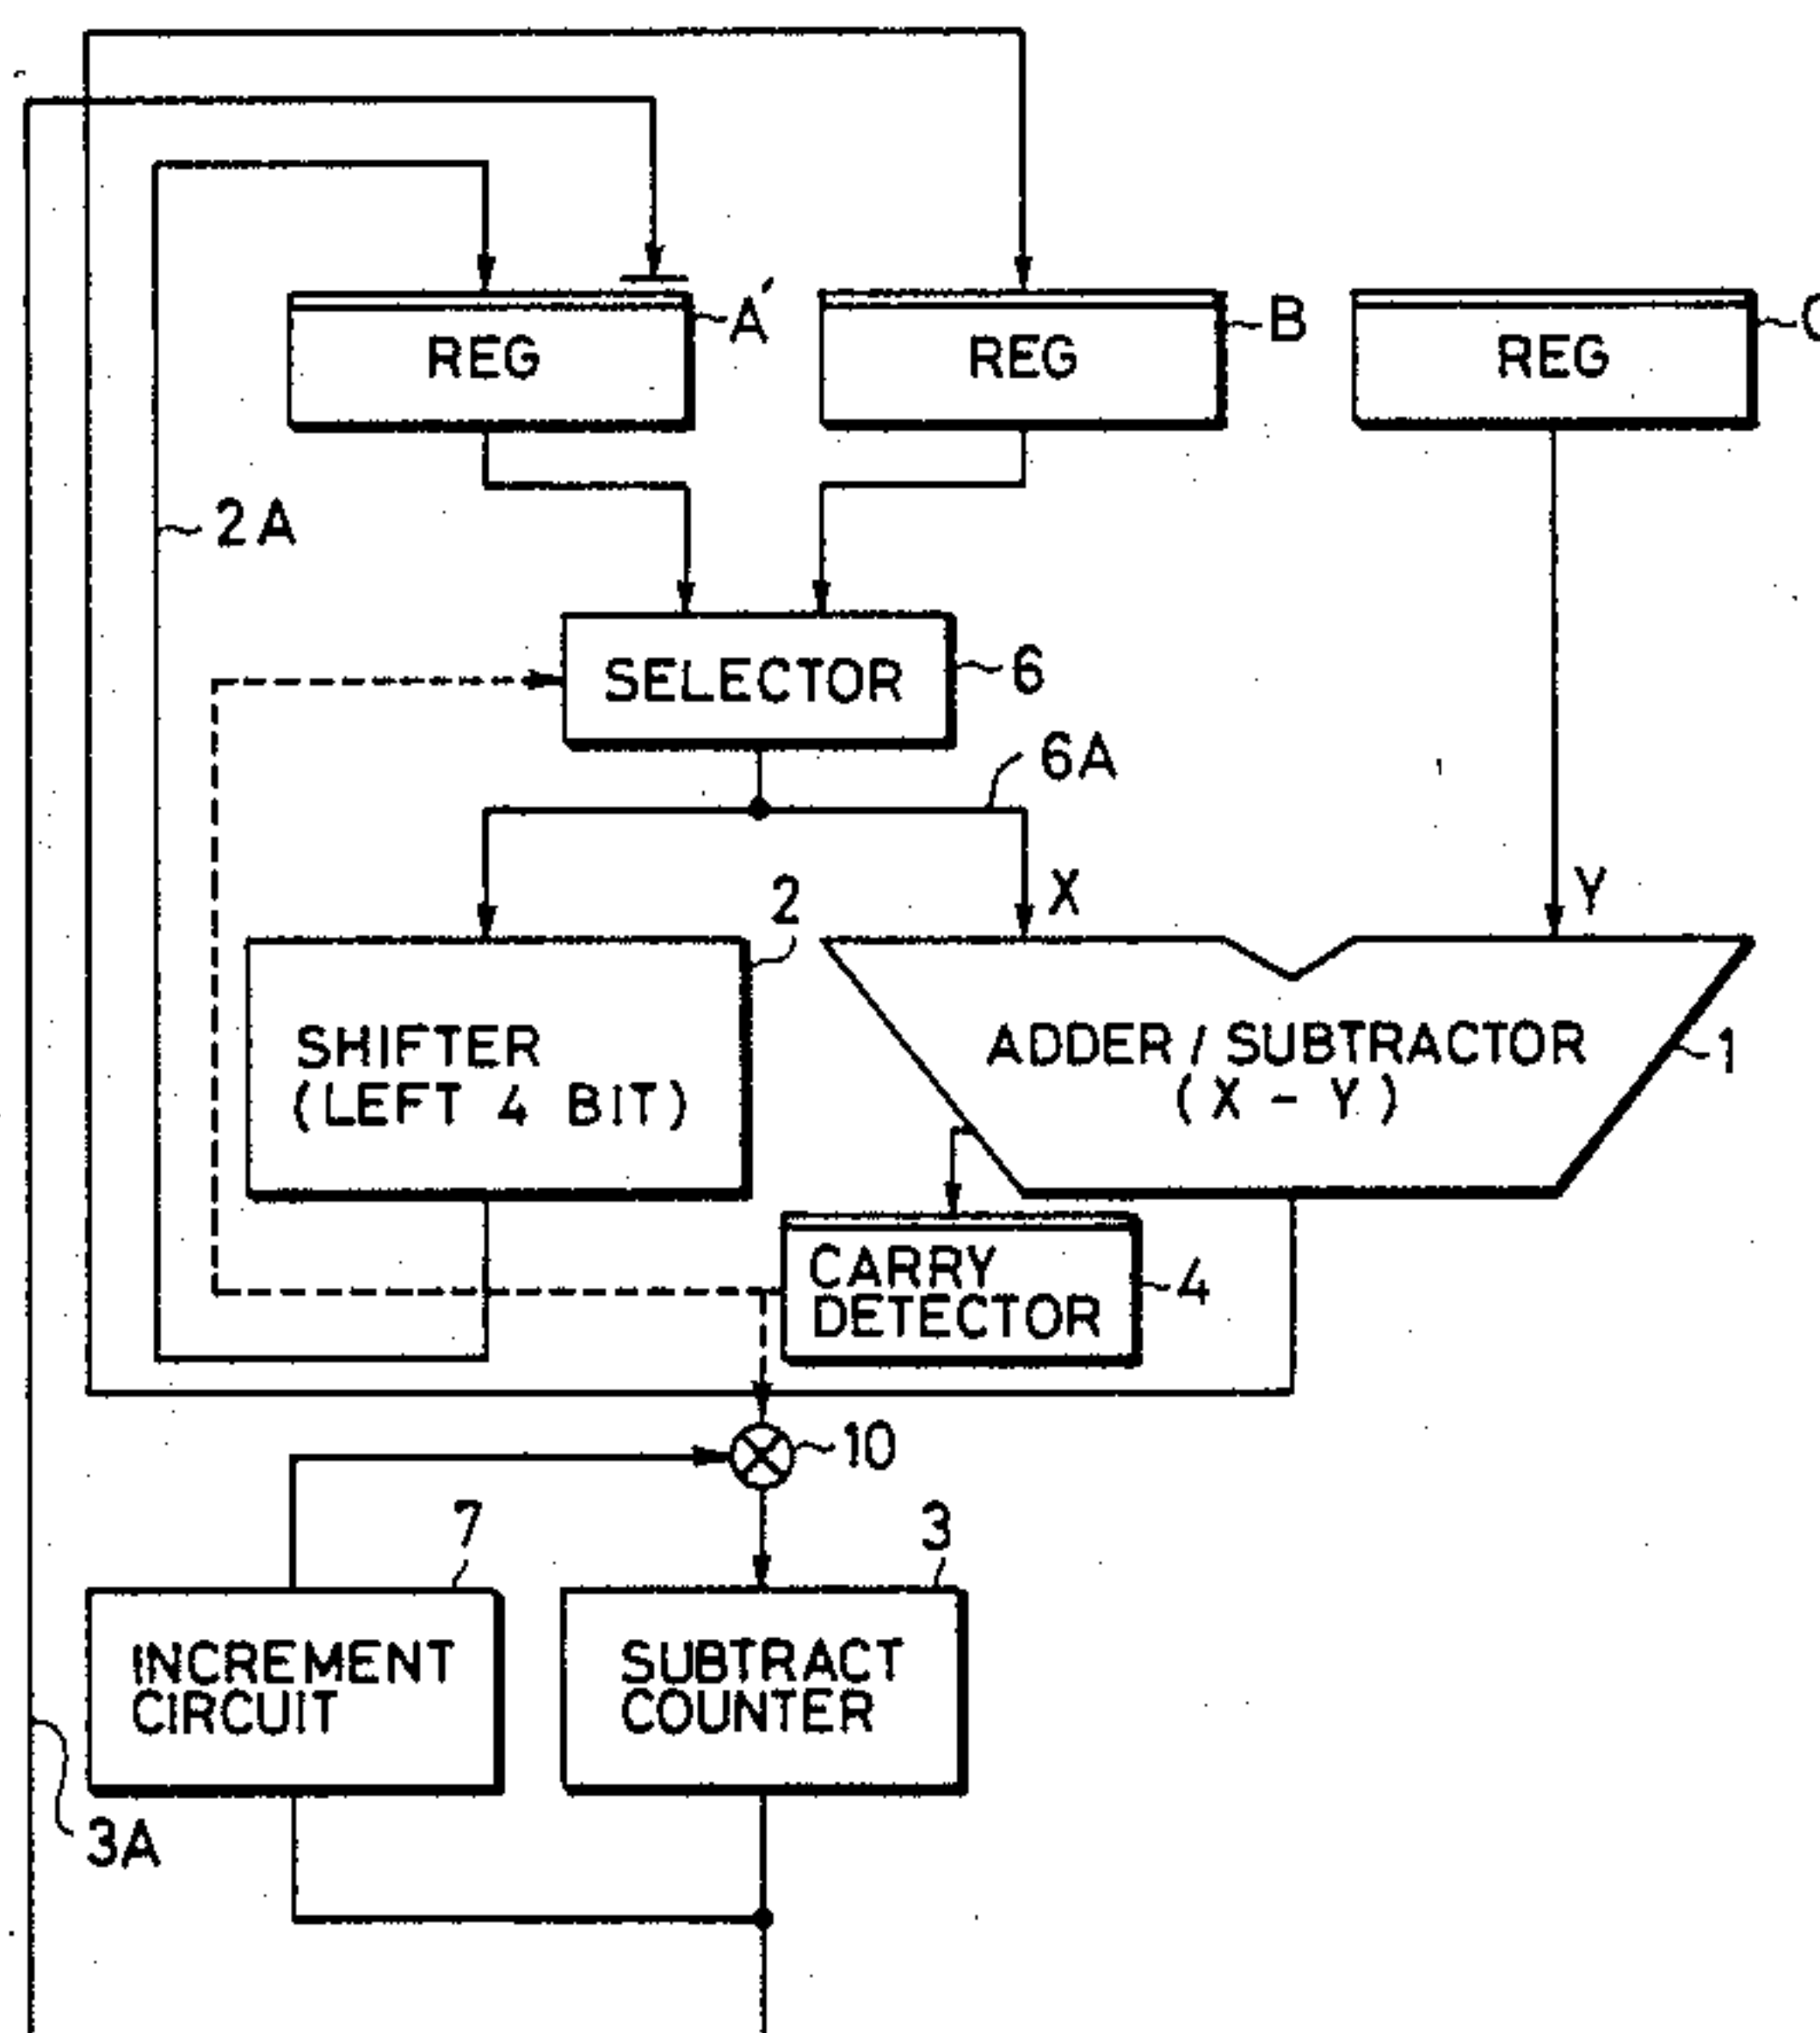 A′
B
C
REG
REG
REG
2A
SELECTOR
6
6A
X
Y
2
SHIFTER
(LEFT 4 BIT)
ADDER / SUBTRACTOR
(X - Y)
1
CARRY
DETECTOR
4
10
7
3
INCREMENT
CIRCUIT
SUBTRACT
COUNTER
3A